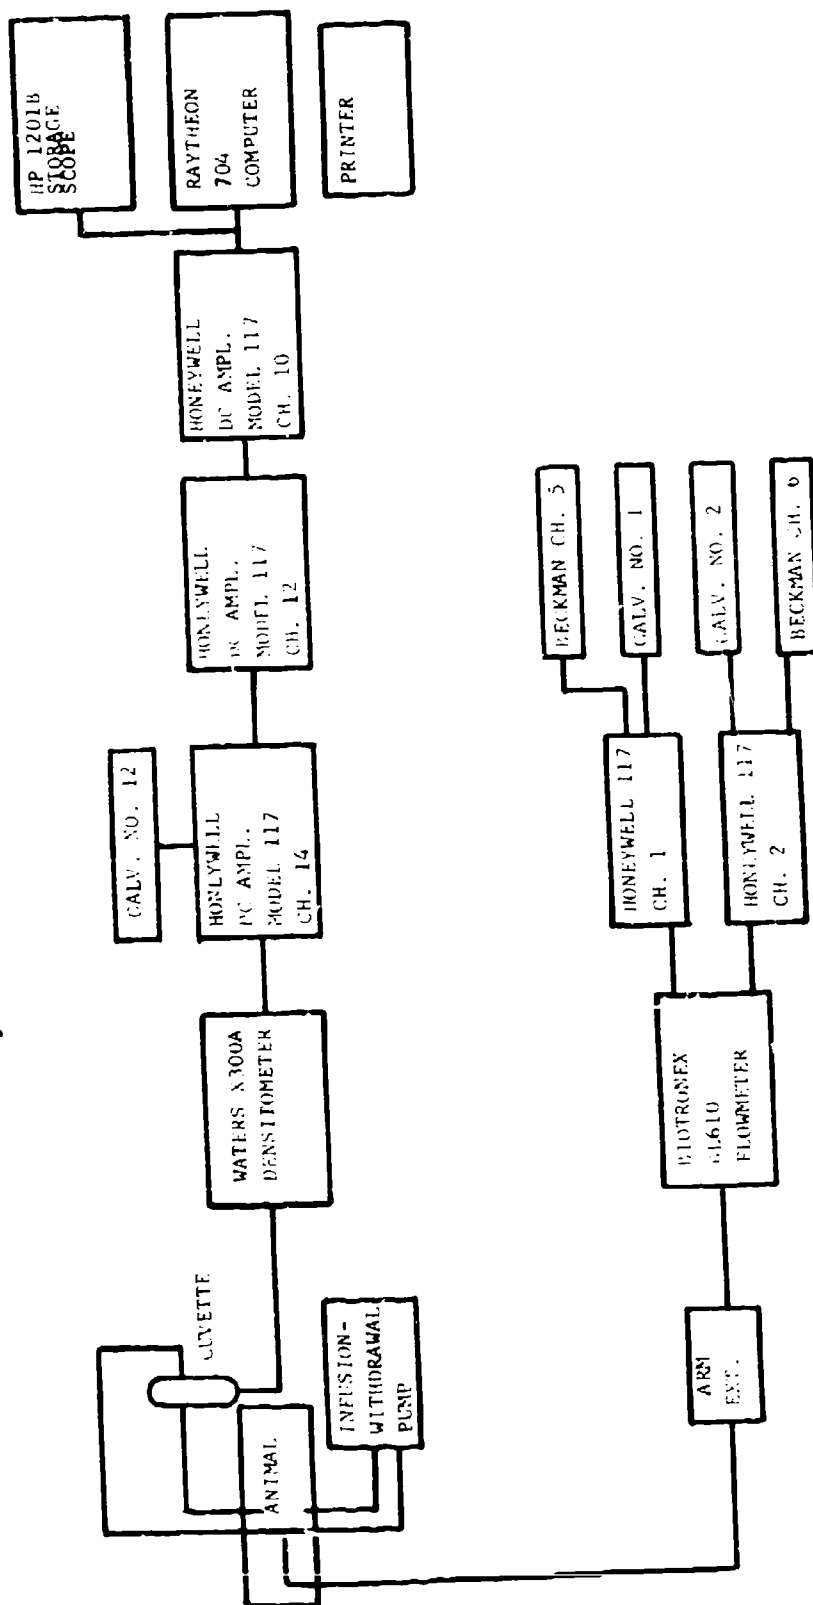 HP 1201B
STORAGE
SCOPE
RAYTHEON
704
COMPUTER
PRINTER
HONEYWELL
DC AMPL.
MODEL 117
CH. 10
HONEYWELL
DC AMPL.
MODEL 117
CH. 12
GALV. NO. 12
HONEYWELL
DC AMPL.
MODEL 117
CH. 14
WATERS X300A
DENSITOMETER
CUVETTE
INFUSION-
WITHDRAWAL
PUMP
ANIMAL
BECKMAN CH. 5
GALV. NO. 1
GALV. NO. 2
BECKMAN CH. 6
HONEYWELL 117
CH. 1
HONEYWELL 117
CH. 2
BIOTRONEX
FLOWMETER
ARM
EXT.